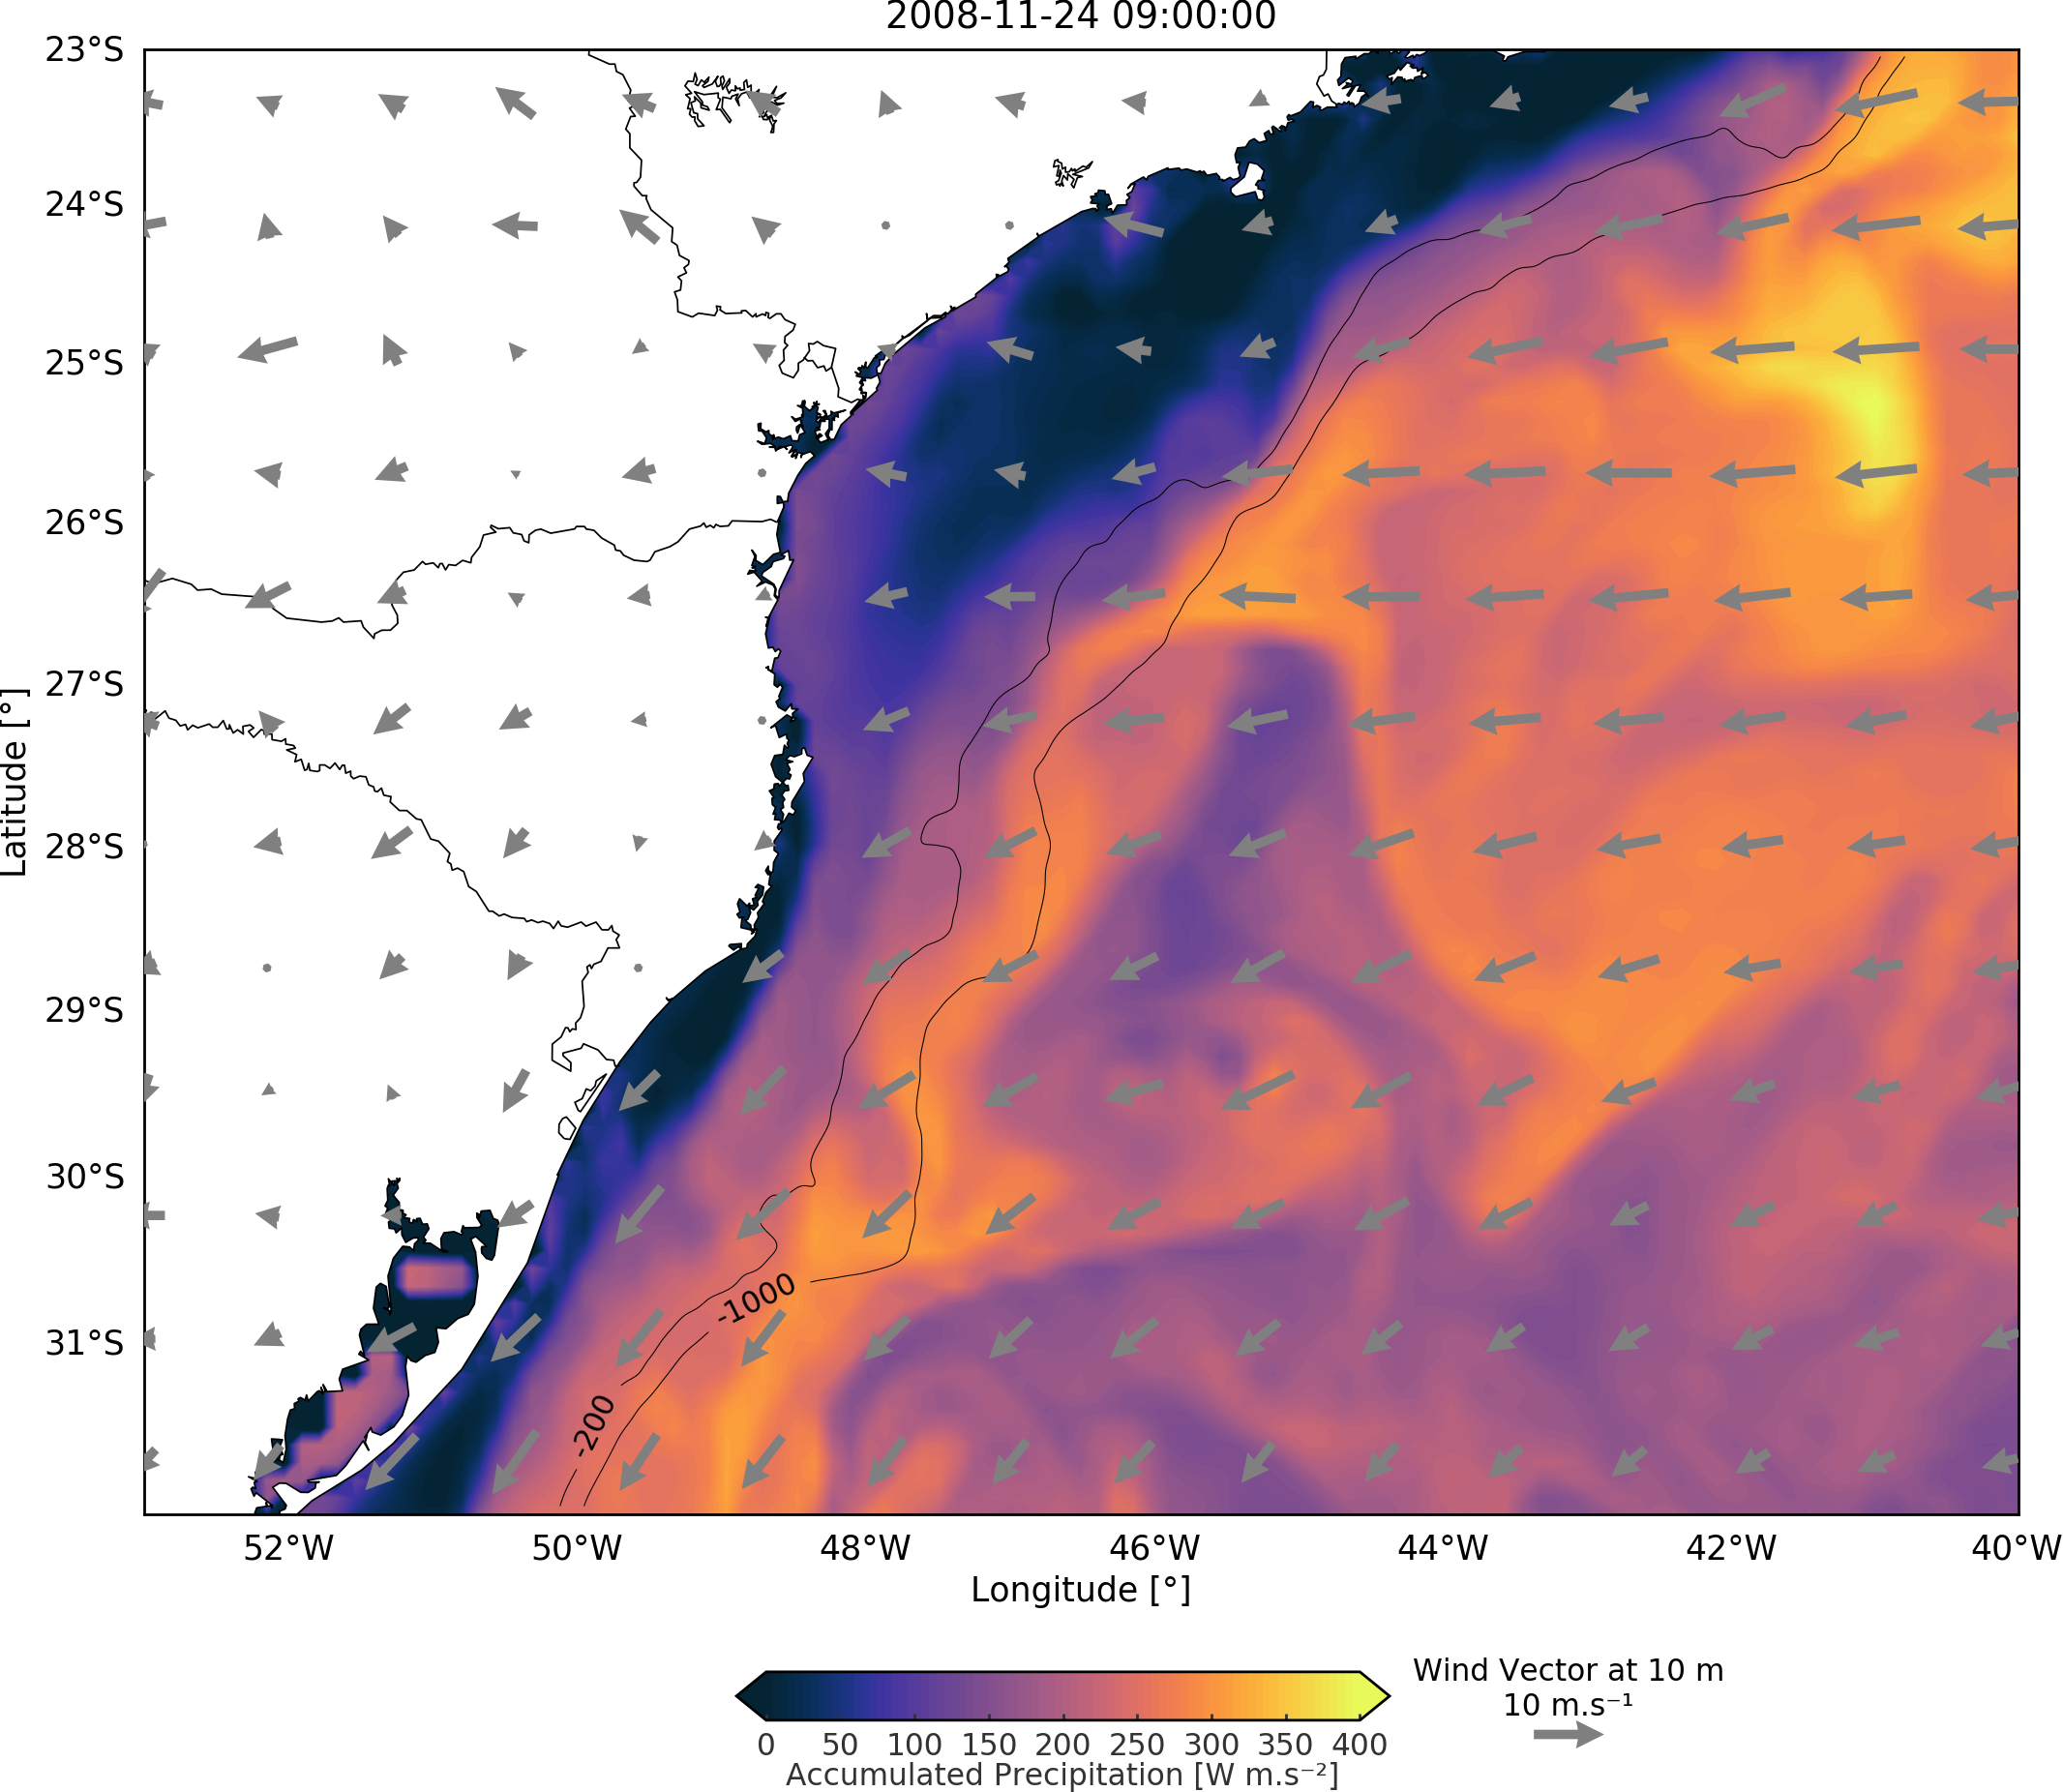 2008-11-24 09:00:00
23°S
24°S
25°S
26°S
27°S
28°S
29°S
30°S
31°S
Latitude [°]
-1000
-200
52°W
50°W
48°W
46°W
44°W
42°W
40°W
Longitude [°]
Wind Vector at 10 m
10 m.s⁻¹
0 50 100 150 200 250 300 350 400
Accumulated Precipitation [W m.s⁻²]